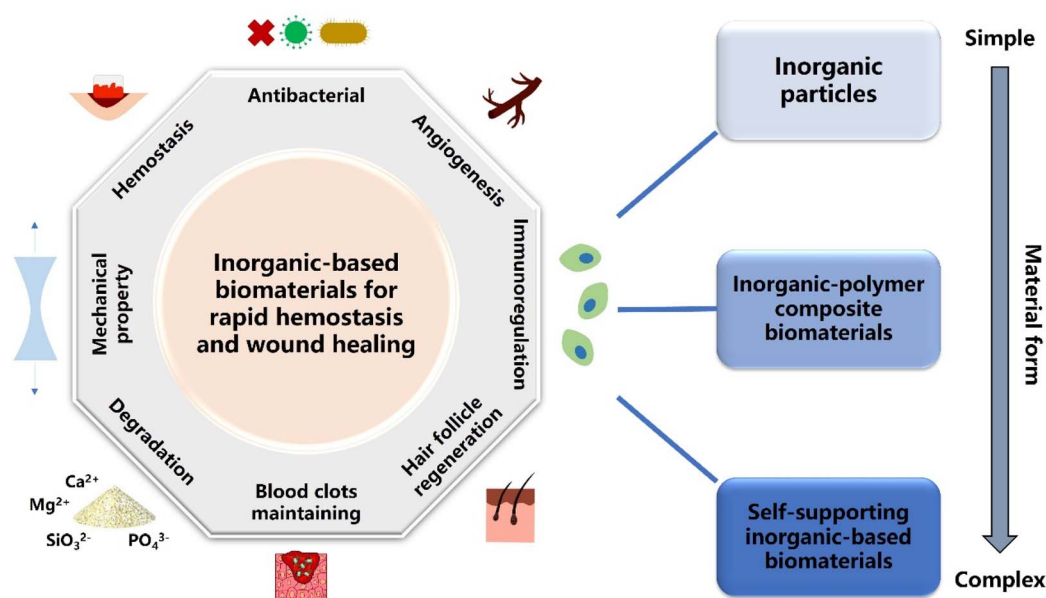 Antibacterial
Angiogenesis
Immunoregulation
Hair follicle
regeneration
Blood clots
maintaining
Degradation
Mechanical
property
Hemostasis
Inorganic-based
biomaterials for
rapid hemostasis
and wound healing
Ca²⁺
Mg²⁺
SiO₃²⁻ PO₄³⁻
Inorganic
particles
Inorganic-polymer
composite
biomaterials
Self-supporting
inorganic-based
biomaterials
Simple
Material form
Complex